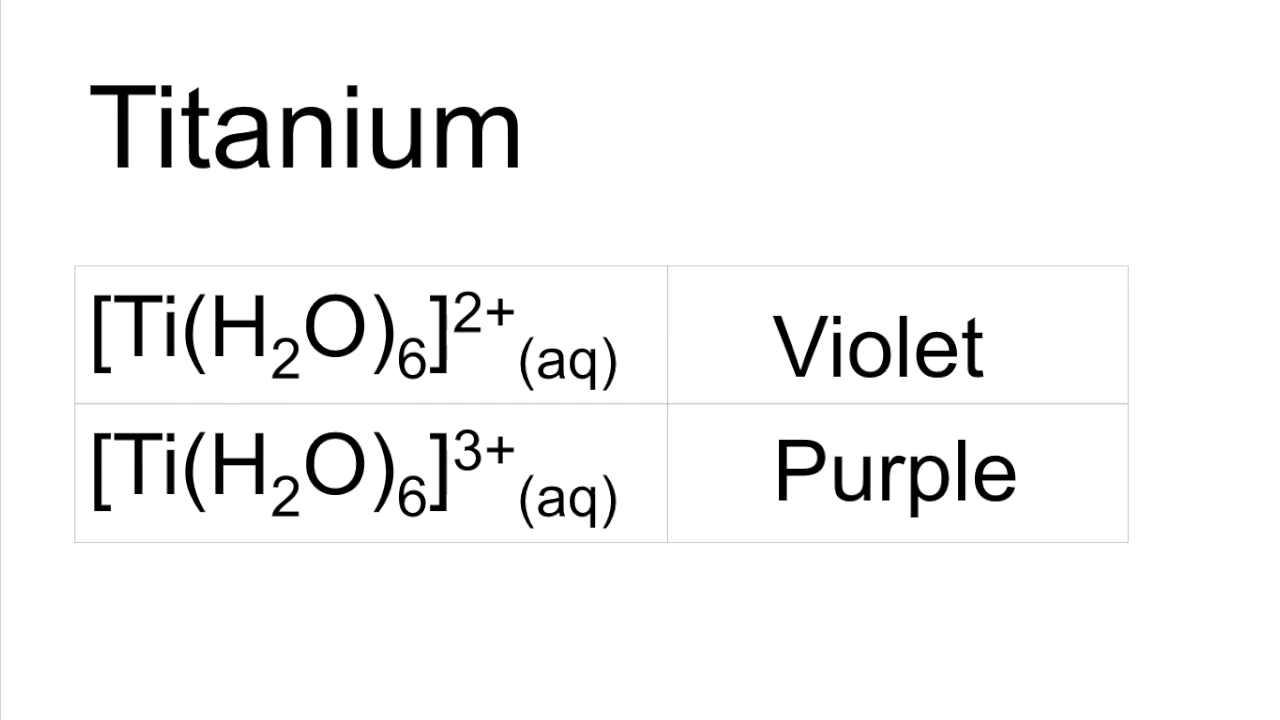 Titanium
[Ti(H₂O)₆]²⁺₍aq₎ Violet
[Ti(H₂O)₆]³⁺₍aq₎ Purple